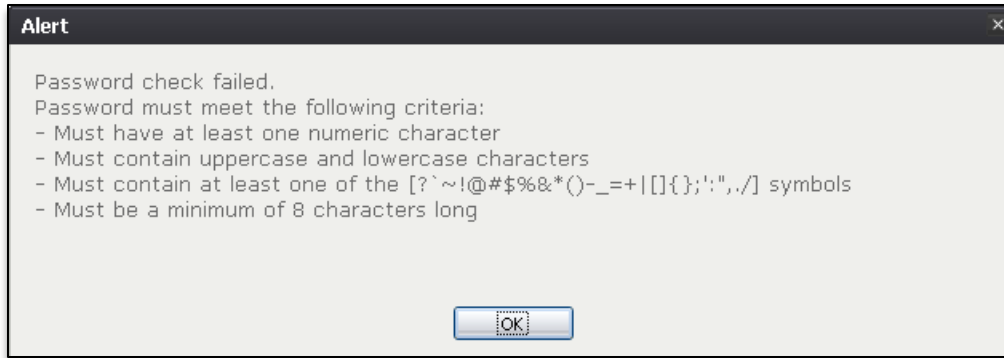 Alert
Password check failed.
Password must meet the following criteria:
- Must have at least one numeric character
- Must contain uppercase and lowercase characters
- Must contain at least one of the [?`~!@#$%&*()-_=+|[]{};':",./] symbols
- Must be a minimum of 8 characters long
OK